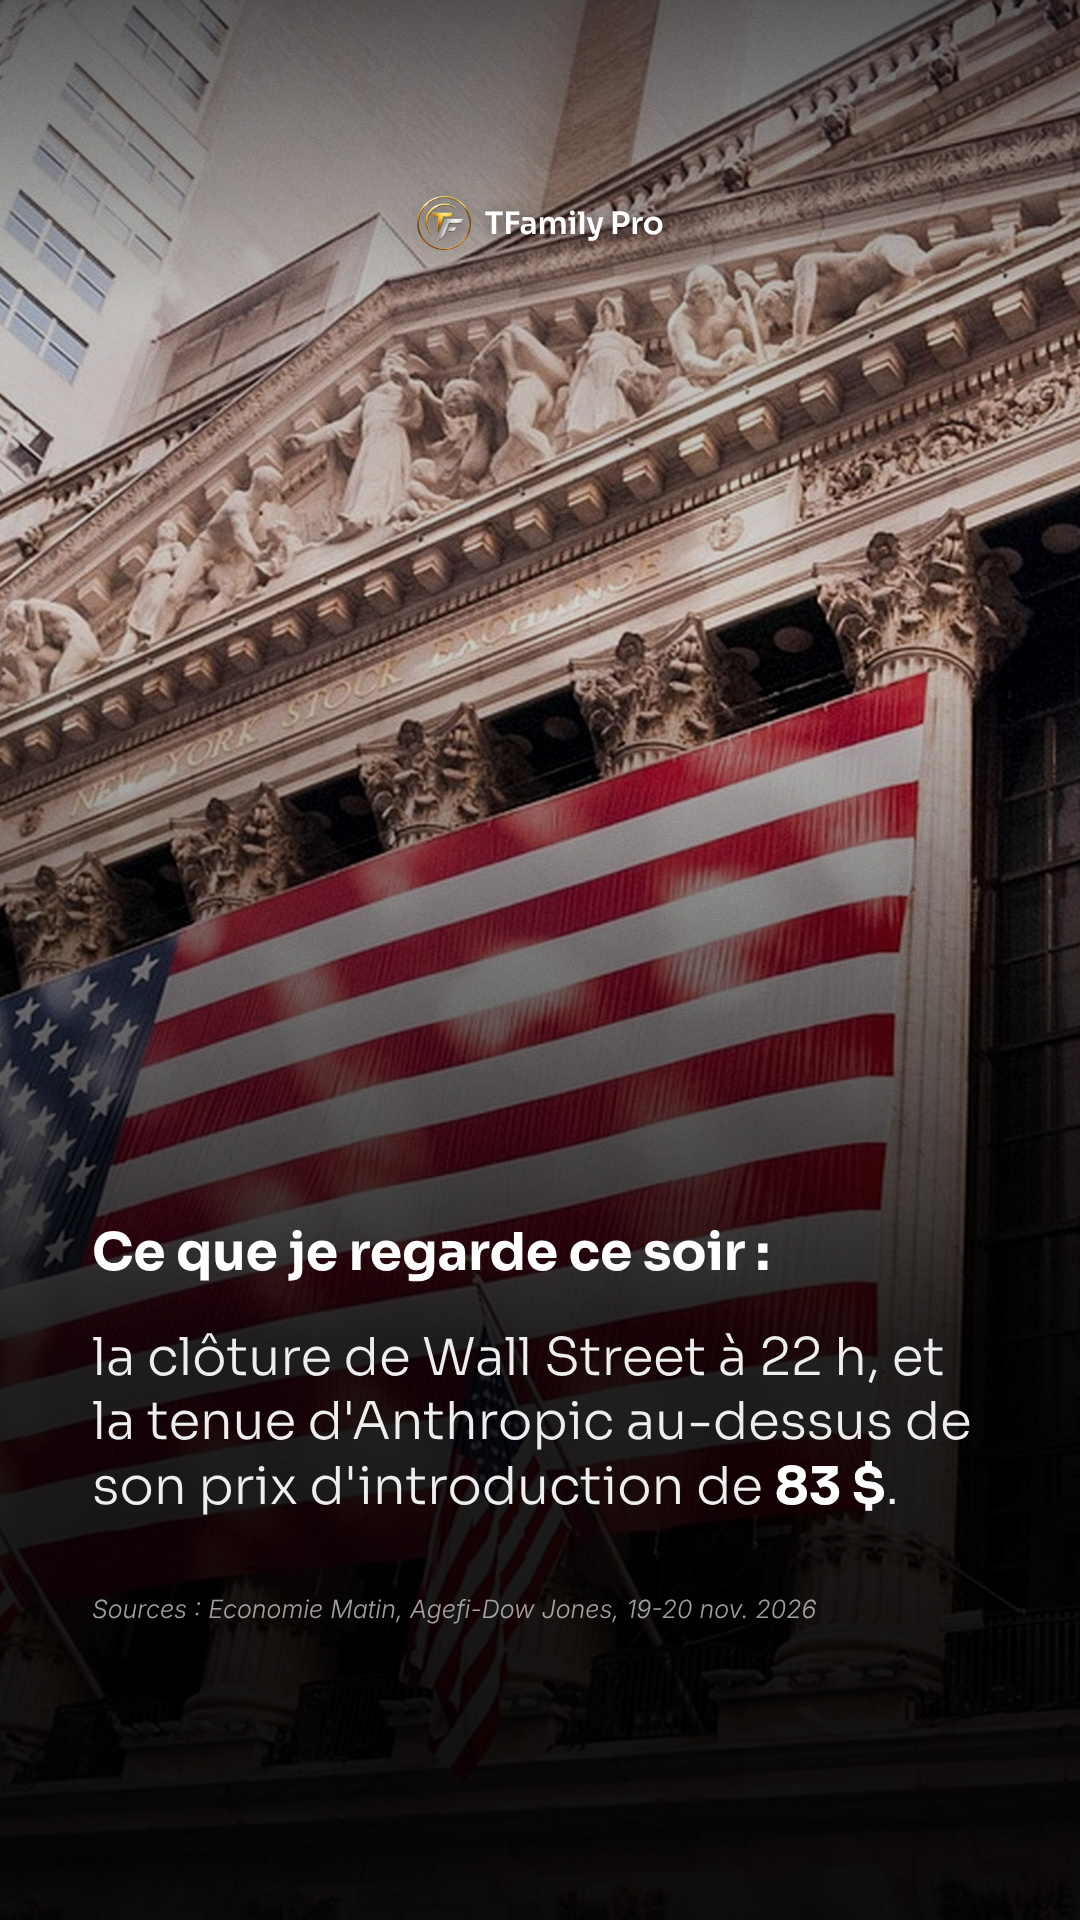 TF TFamily Pro
NEW YORK STOCK EXCHANGE
Ce que je regarde ce soir :
la clôture de Wall Street à 22 h, et
la tenue d'Anthropic au-dessus de
son prix d'introduction de 83 $.
Sources : Economie Matin, Agefi-Dow Jones, 19-20 nov. 2026